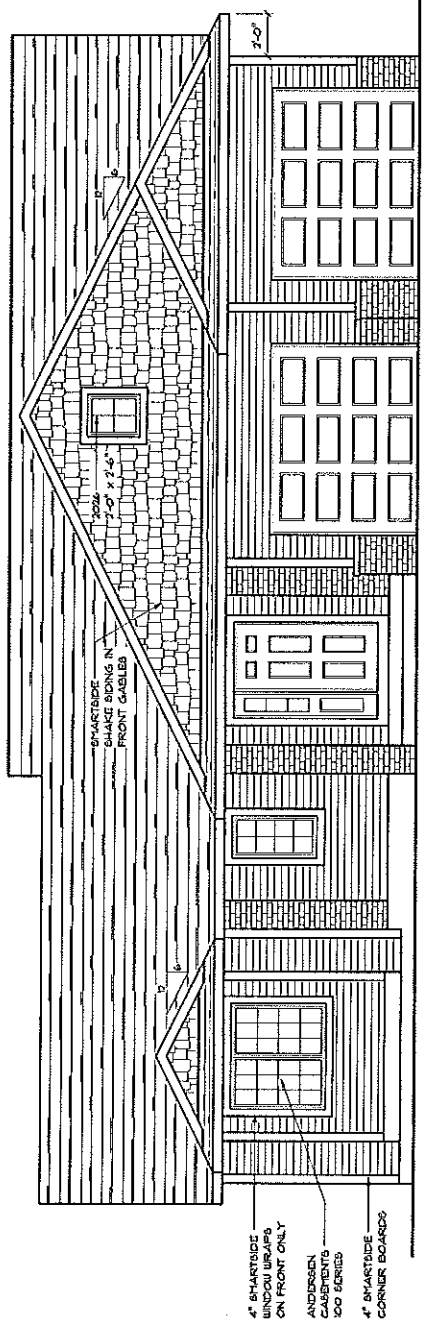 4" SMARTSIDE
WINDOW WRAPS
ON FRONT ONLY
ANDERSEN
CASEMENTS
100 SERIES
4" SMARTSIDE
CORNER BOARDS
12
6
SMARTSIDE
SHAKE SIDING IN
FRONT GABLES
2026
2'-0" X 2'-6"
12
6
2'-0"